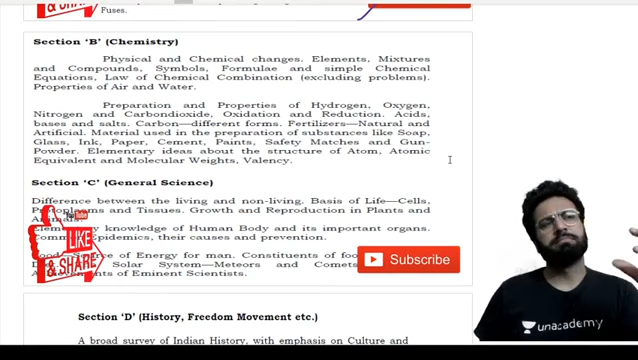 & SHARE
Fuses.
Section 'B' (Chemistry)
Physical and Chemical changes. Elements, Mixtures
and Compounds, Symbols, Formulae and simple Chemical
Equations, Law of Chemical Combination (excluding problems).
Properties of Air and Water.
Preparation and Properties of Hydrogen, Oxygen,
Nitrogen and Carbondioxide, Oxidation and Reduction. Acids,
bases and salts. Carbon—different forms. Fertilizers—Natural and
Artificial. Material used in the preparation of substances like Soap,
Glass, Ink, Paper, Cement, Paints, Safety Matches and Gun-
Powder. Elementary ideas about the structure of Atom, Atomic
Equivalent and Molecular Weights, Valency.
Section 'C' (General Science)
Difference between the living and non-living. Basis of Life—Cells,
Protoplasms and Tissues. Growth and Reproduction in Plants and
Animals.
knowledge of Human Body and its important organs.
Epidemics, their causes and prevention.
of Energy for man. Constituents of
Solar System—Meteors and
of Eminent Scientists.
LIKE
& SHARE
Subscribe
unacademy
Section 'D' (History, Freedom Movement etc.)
A broad survey of Indian History, with emphasis on Culture and